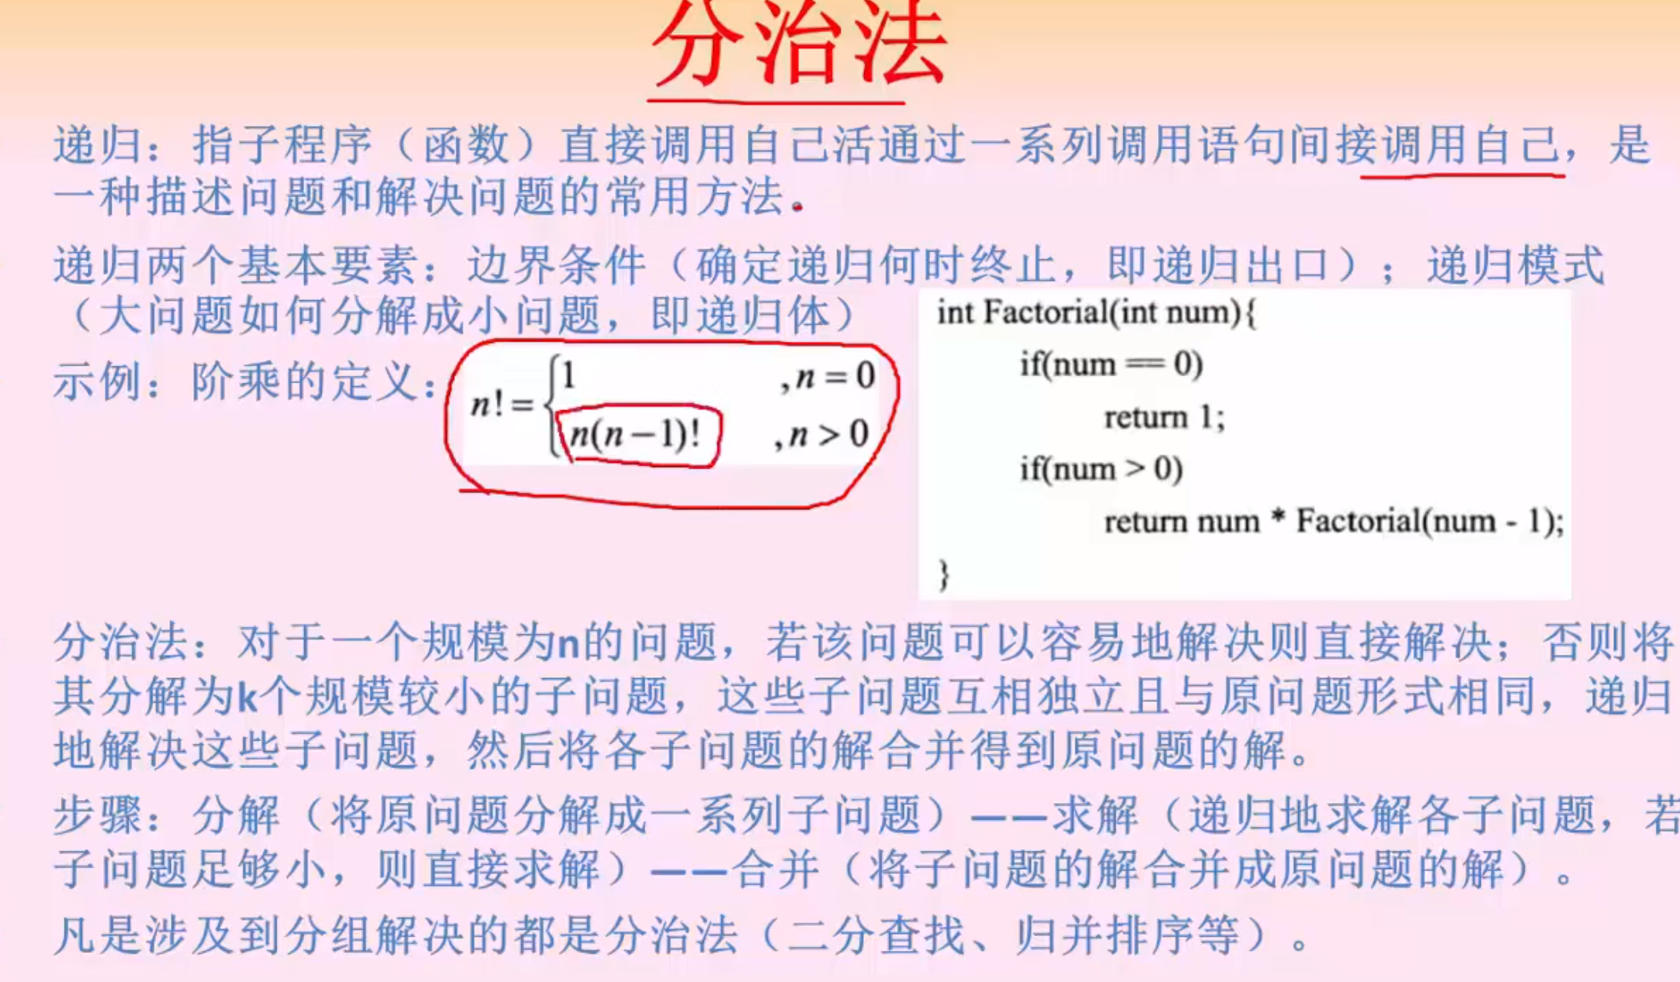 分治法
递归：指子程序（函数）直接调用自己活通过一系列调用语句间接调用自己，是
一种描述问题和解决问题的常用方法。
递归两个基本要素：边界条件（确定递归何时终止，即递归出口）；递归模式
（大问题如何分解成小问题，即递归体）
示例：阶乘的定义：
n! = { 1 , n = 0
n(n−1)! , n > 0
int Factorial(int num){
if(num == 0)
return 1;
if(num > 0)
return num * Factorial(num - 1);
}
分治法：对于一个规模为n的问题，若该问题可以容易地解决则直接解决；否则将
其分解为k个规模较小的子问题，这些子问题互相独立且与原问题形式相同，递归
地解决这些子问题，然后将各子问题的解合并得到原问题的解。
步骤：分解（将原问题分解成一系列子问题）——求解（递归地求解各子问题，若
子问题足够小，则直接求解）——合并（将子问题的解合并成原问题的解）。
凡是涉及到分组解决的都是分治法（二分查找、归并排序等）。